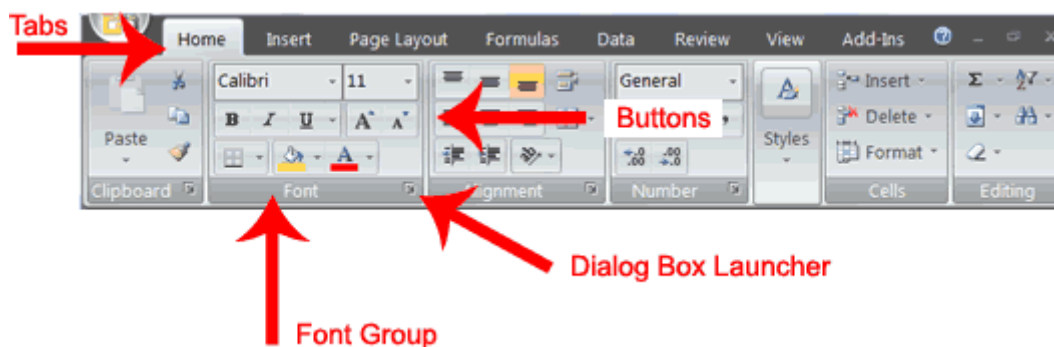 Tabs
Home Insert Page Layout Formulas Data Review View Add-Ins
Calibri 11 General Insert Σ
B I U A A Buttons Delete
Paste A Styles Format
Clipboard Font Alignment Number Cells Editing
Dialog Box Launcher
Font Group